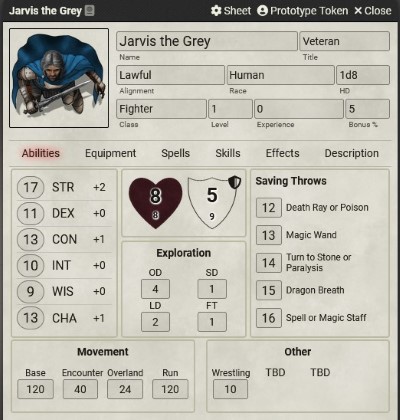 Jarvis the Grey Sheet Prototype Token Close
Jarvis the Grey Veteran
Name Title
Lawful Human 1d8
Alignment Race HD
Fighter 1 0 5
Class Level Experience Bonus %
Abilities Equipment Spells Skills Effects Description
17 STR +2
11 DEX +0
13 CON +1
10 INT +0
9 WIS +0
13 CHA +1
8
8
5
9
Exploration
OD SD
4 1
LD FT
2 1
Saving Throws
12 Death Ray or Poison
13 Magic Wand
14 Turn to Stone or
Paralysis
15 Dragon Breath
16 Spell or Magic Staff
Movement
Base Encounter Overland Run
120 40 24 120
Other
Wrestling TBD TBD
10